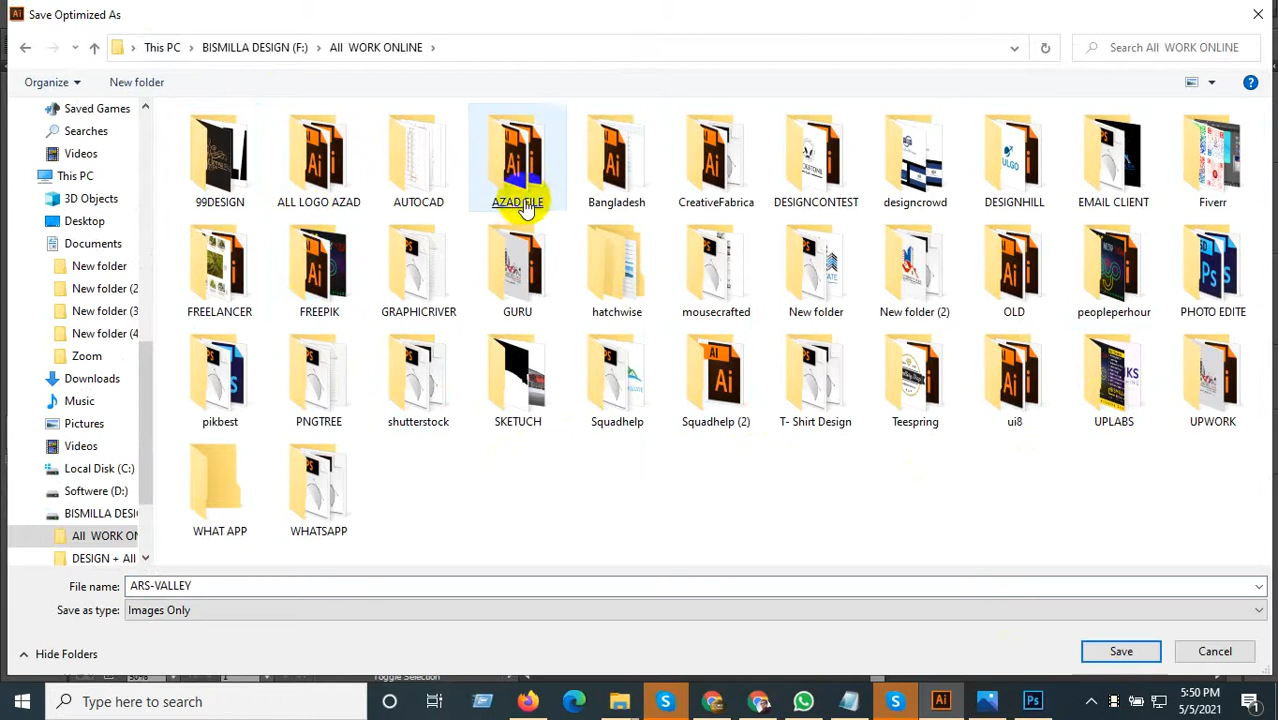 Save Optimized As
This PC > BISMILLA DESIGN (F:) > All WORK ONLINE >
Search All WORK ONLINE
Organize
New folder
Saved Games
Searches
Videos
This PC
3D Objects
Desktop
Documents
New folder
New folder (2
New folder (3
New folder (4
Zoom
Downloads
Music
Pictures
Videos
Local Disk (C:)
Softwere (D:)
BISMILLA DESI
All WORK ON
DESIGN + All
99DESIGN
ALL LOGO AZAD
AUTOCAD
AZAD FILE
Bangladesh
CreativeFabrica
DESIGNCONTEST
designcrowd
DESIGNHILL
EMAIL CLIENT
Fiverr
FREELANCER
FREEPIK
GRAPHICRIVER
GURU
hatchwise
mousecrafted
New folder
New folder (2)
OLD
peopleperhour
PHOTO EDITE
pikbest
PNGTREE
shutterstock
SKETUCH
Squadhelp
Squadhelp (2)
T- Shirt Design
Teespring
ui8
UPLABS
UPWORK
WHAT APP
WHATSAPP
File name: ARS-VALLEY
Save as type: Images Only
Hide Folders
Save
Cancel
Toggle Selection
Type here to search
5:50 PM
5/5/2021